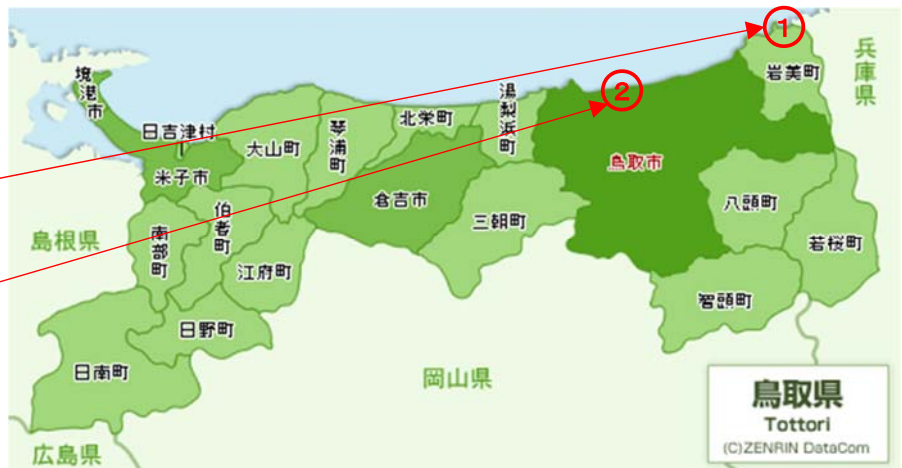 ①
兵庫県
岩美町
②
境港市
湯梨浜町
日吉津村
大山町
琴浦町
北栄町
鳥取市
米子市
倉吉市
三朝町
八頭町
伯耆町
南部町
島根県
若桜町
江府町
智頭町
日野町
日南町
岡山県
鳥取県
Tottori
(C)ZENRIN DataCom
広島県